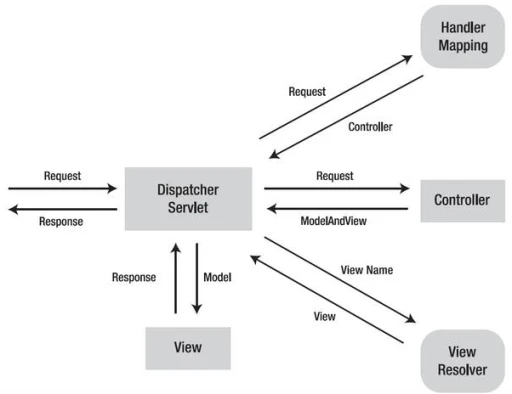 Handler
Mapping
Request
Controller
Request
Response
Dispatcher
Servlet
Request
ModelAndView
Controller
View Name
View
Response
Model
View
View
Resolver